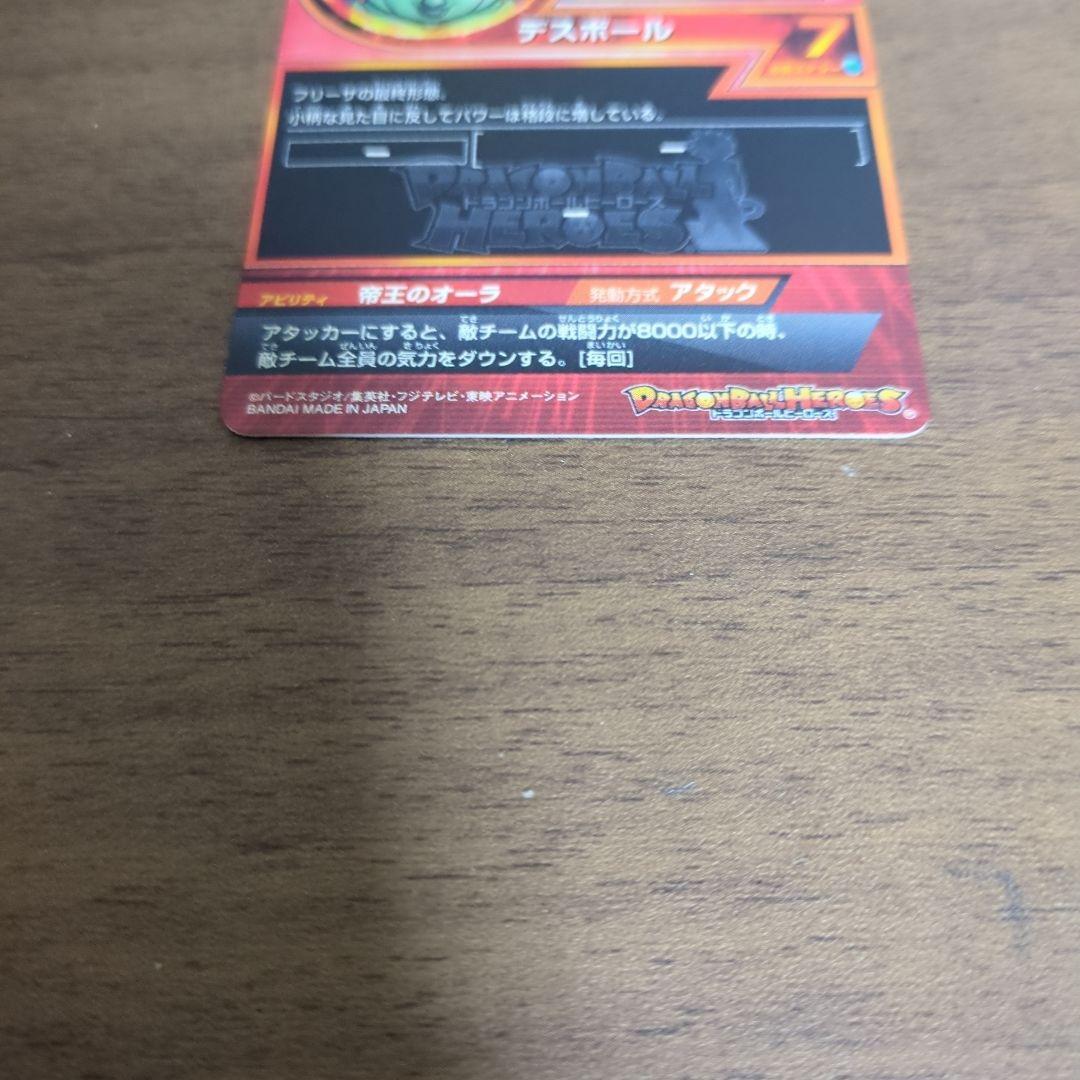 デスボール
7
フリーザの最終形態。
小柄な見た目に反してパワーは格段に増している。
DRAGON BALL
ドラゴンボールヒーローズ
HEROES
アビリティ 帝王のオーラ 発動方式 アタック
アタッカーにすると、敵チームの戦闘力が8000以下の時。
敵チーム全員の気力をダウンする。[毎回]
©バードスタジオ/集英社・フジテレビ・東映アニメーション
BANDAI MADE IN JAPAN
DRAGON BALL HEROES
ドラゴンボールヒーローズ